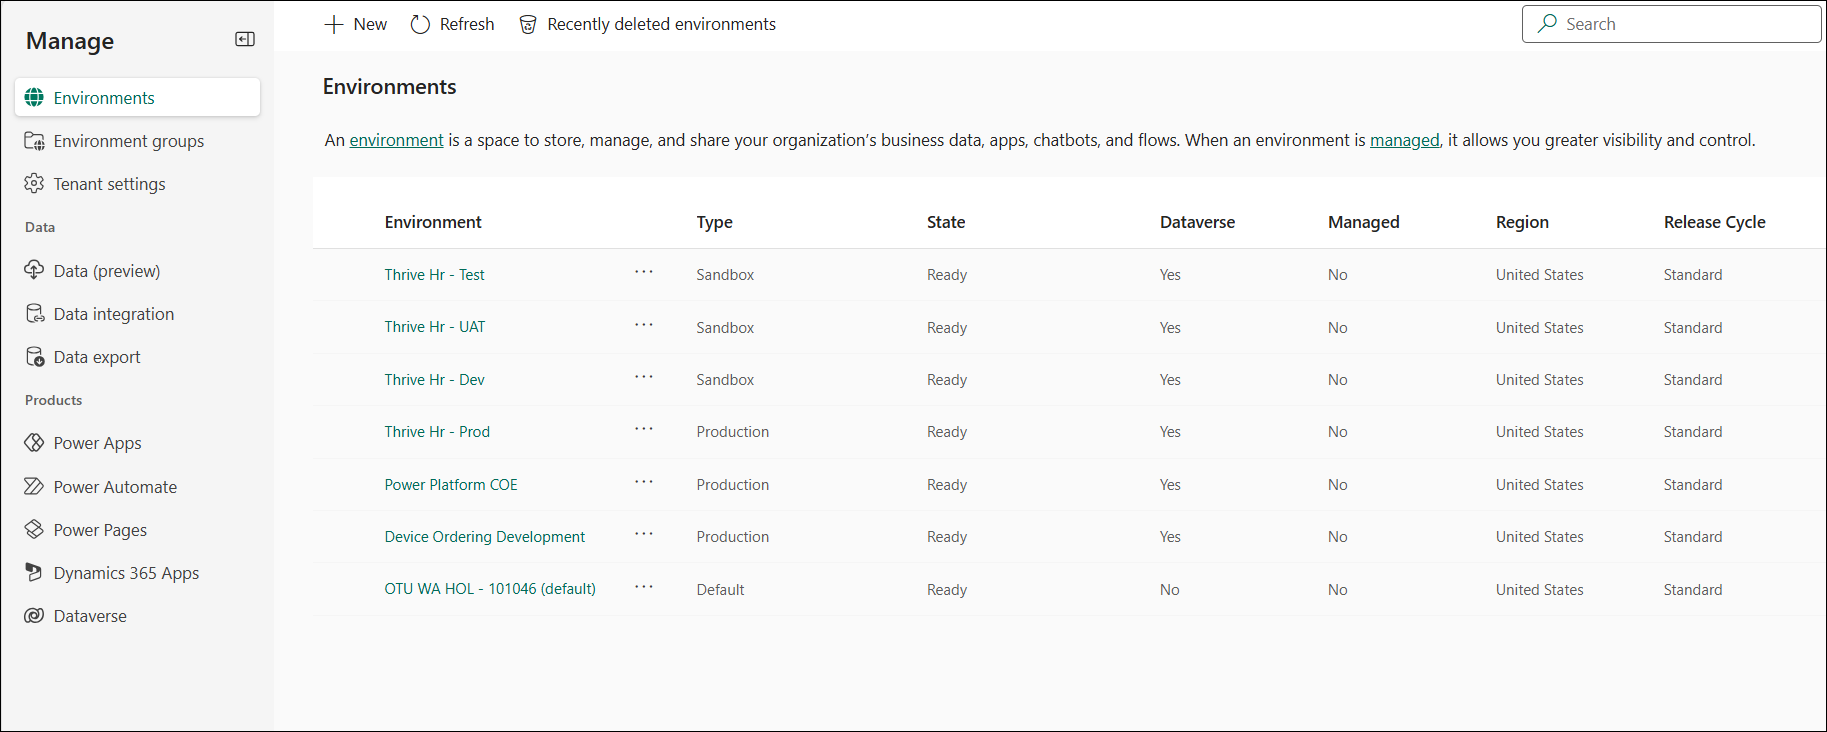 Manage
Environments
Environment groups
Tenant settings
Data
Data (preview)
Data integration
Data export
Products
Power Apps
Power Automate
Power Pages
Dynamics 365 Apps
Dataverse
New Refresh Recently deleted environments Search
Environments
An environment is a space to store, manage, and share your organization's business data, apps, chatbots, and flows. When an environment is managed, it allows you greater visibility and control.
Environment Type State Dataverse Managed Region Release Cycle
Thrive Hr - Test ... Sandbox Ready Yes No United States Standard
Thrive Hr - UAT ... Sandbox Ready Yes No United States Standard
Thrive Hr - Dev ... Sandbox Ready Yes No United States Standard
Thrive Hr - Prod ... Production Ready Yes No United States Standard
Power Platform COE ... Production Ready Yes No United States Standard
Device Ordering Development ... Production Ready Yes No United States Standard
OTU WA HOL - 101046 (default) ... Default Ready No No United States Standard